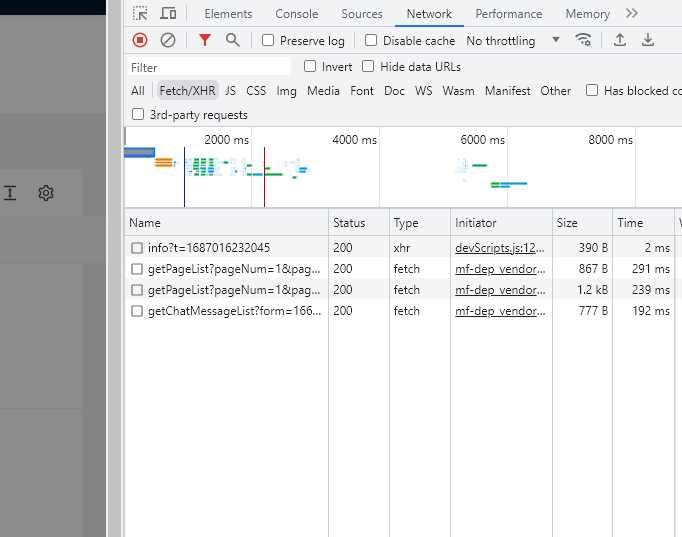 Elements Console Sources Network Performance Memory
Preserve log Disable cache No throttling
Filter Invert Hide data URLs
All Fetch/XHR JS CSS Img Media Font Doc WS Wasm Manifest Other Has blocked co
3rd-party requests
2000 ms 4000 ms 6000 ms 8000 ms
Name Status Type Initiator Size Time
info?t=1687016232045 200 xhr devScripts.js:12... 390 B 2 ms
getPageList?pageNum=1&pag... 200 fetch mf-dep_vendor... 867 B 291 ms
getPageList?pageNum=1&pag... 200 fetch mf-dep_vendor... 1.2 kB 239 ms
getChatMessageList?form=166... 200 fetch mf-dep_vendor... 777 B 192 ms